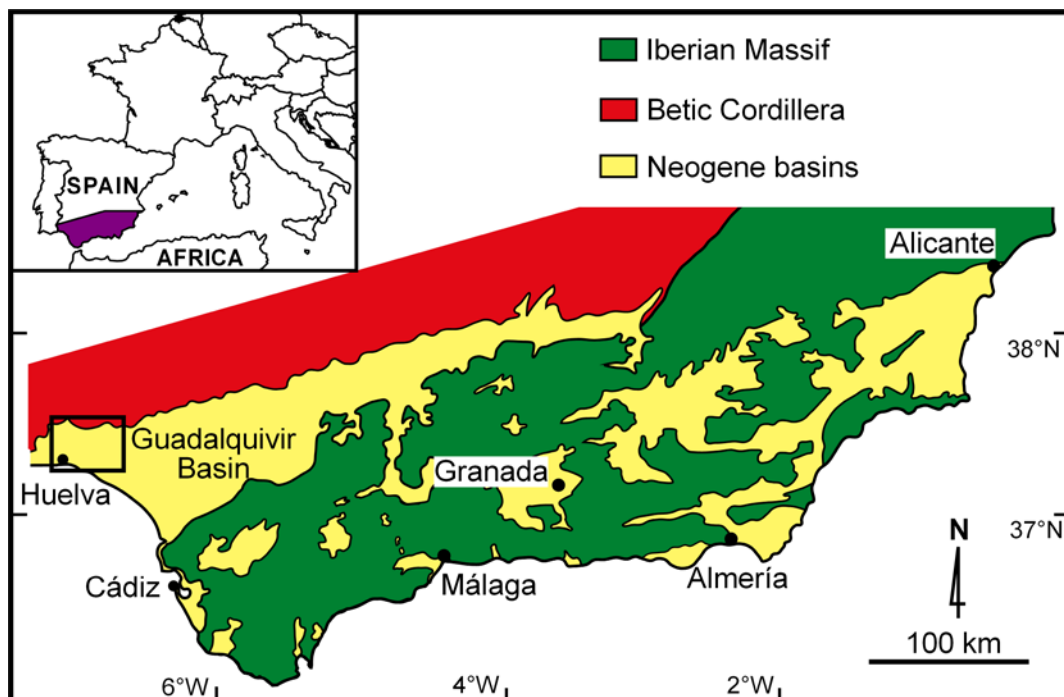 SPAIN
AFRICA
Iberian Massif
Betic Cordillera
Neogene basins
Alicante
38°N
Guadalquivir
Basin
Granada
Huelva
37°N
N
Cádiz
Málaga
Almería
100 km
6°W
4°W
2°W